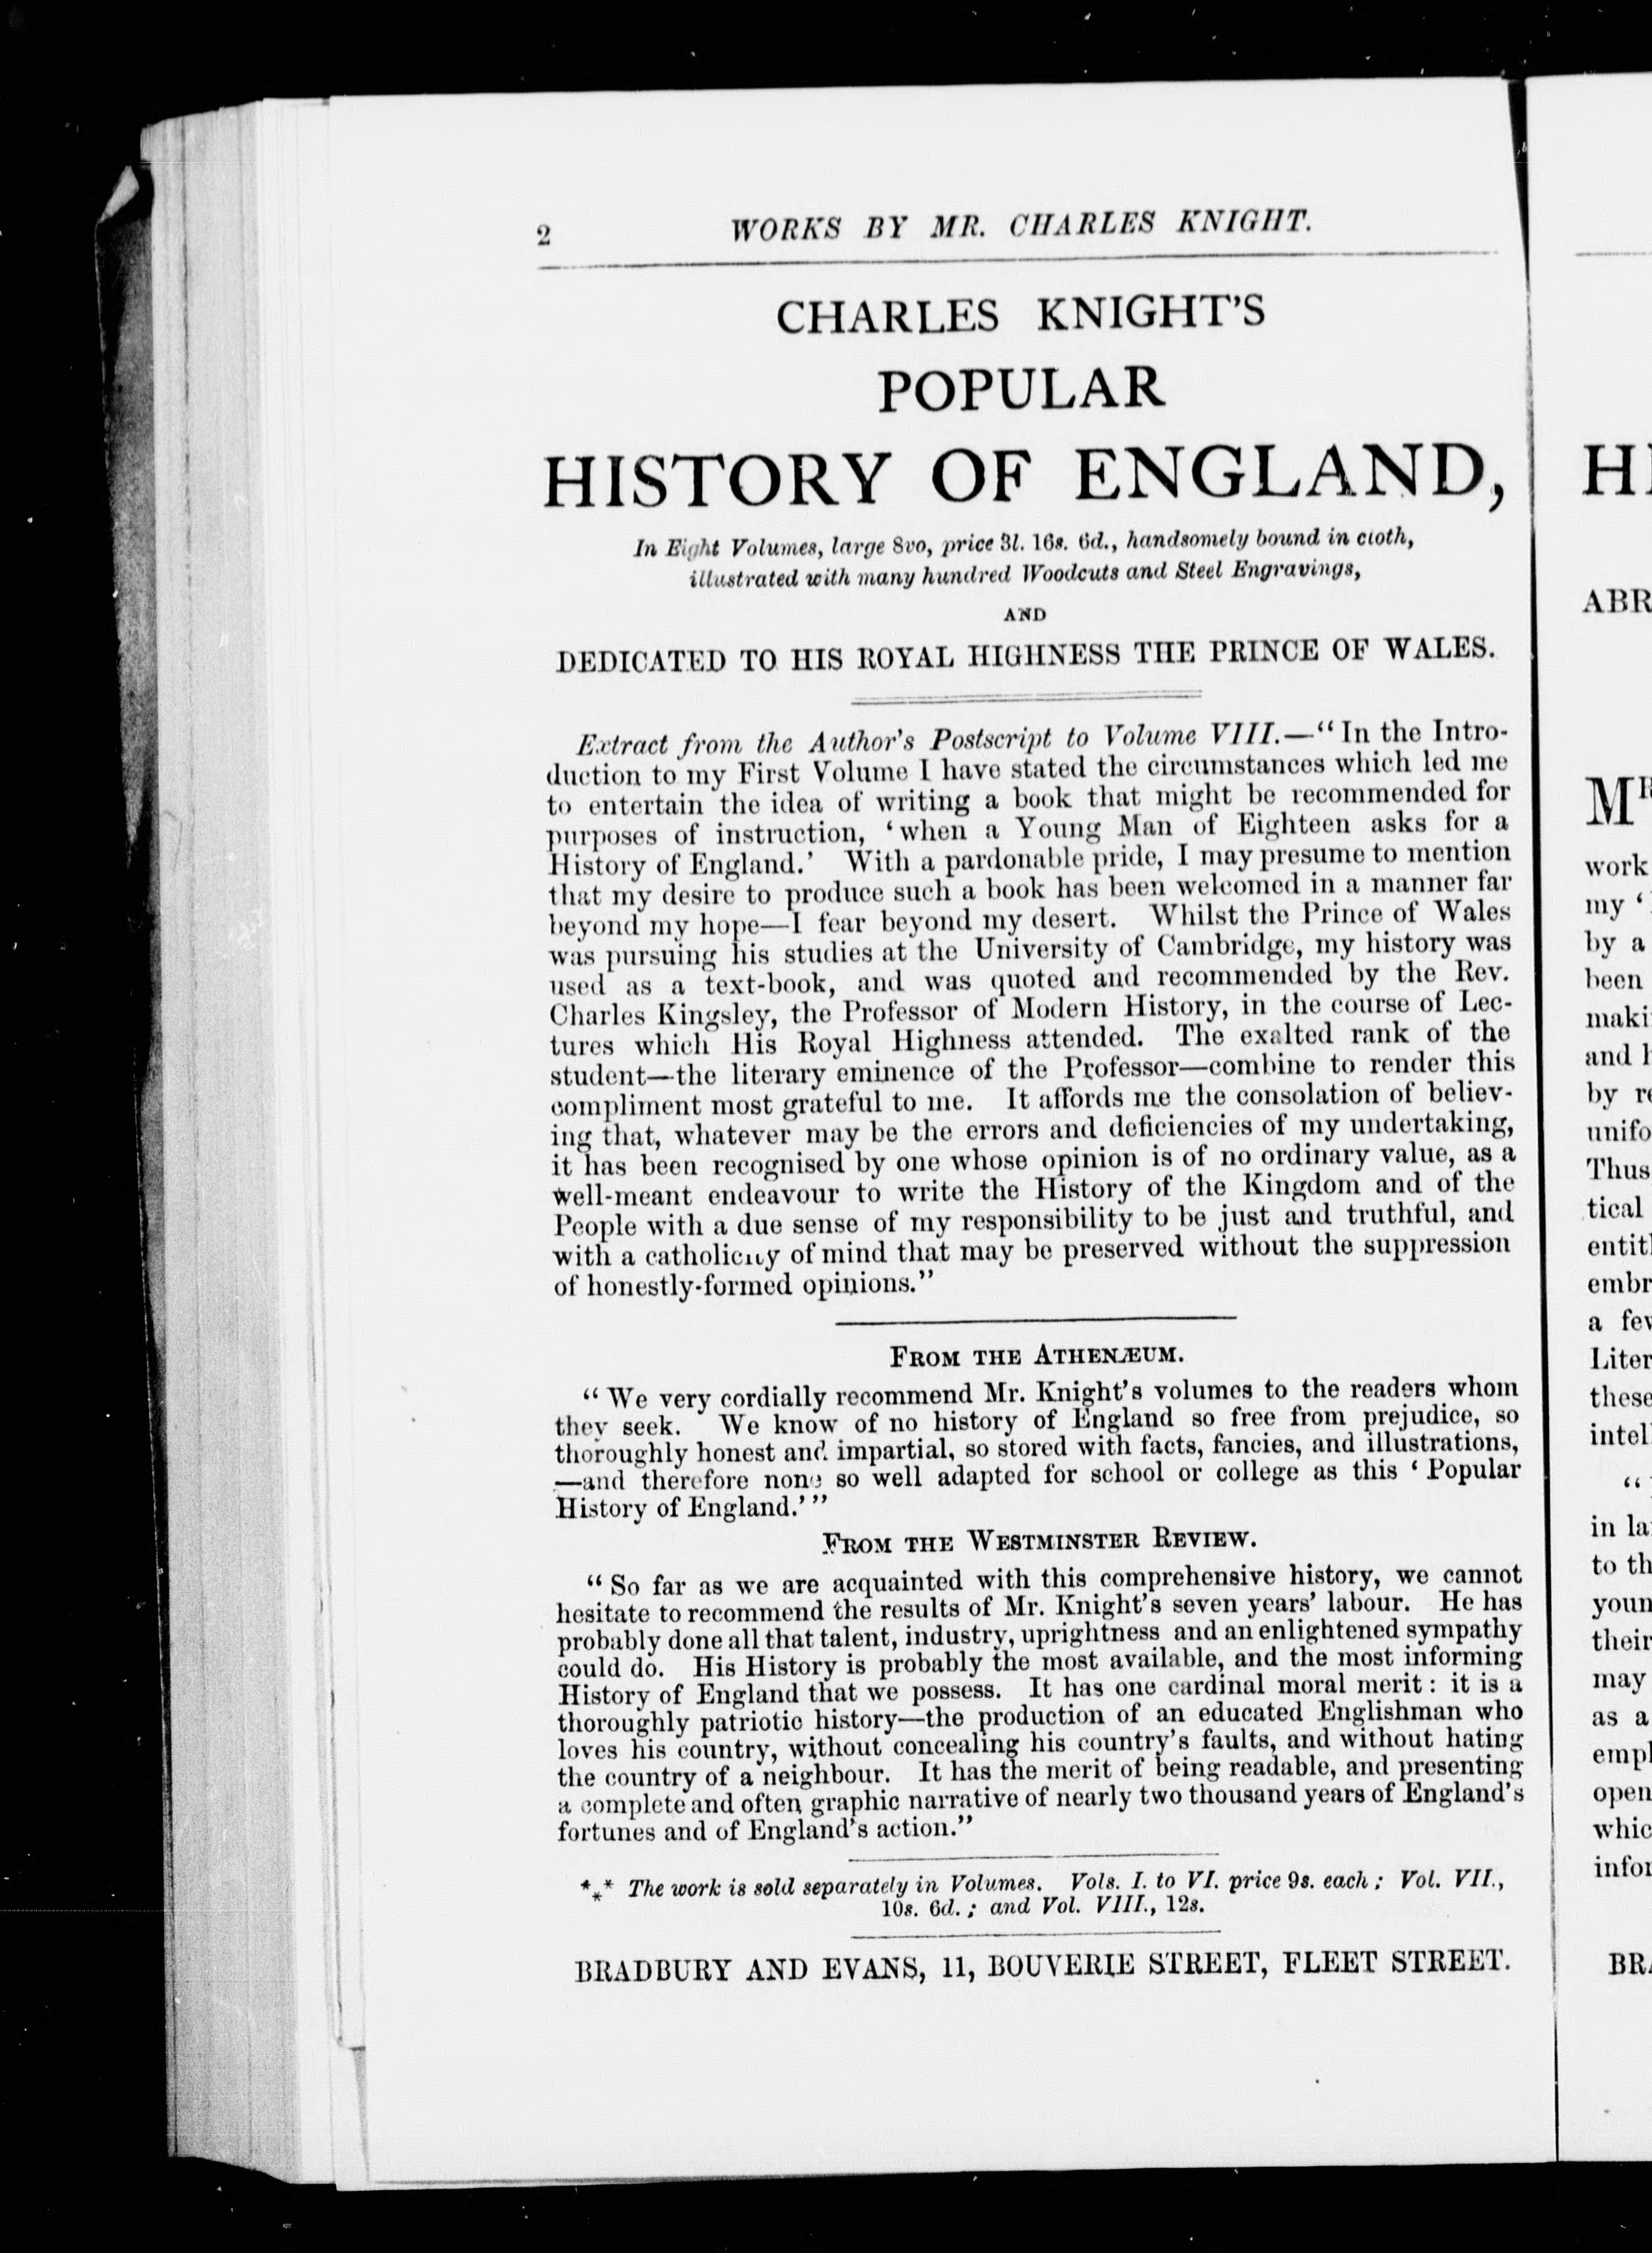 2 WORKS BY MR. CHARLES KNIGHT.
CHARLES KNIGHT'S
POPULAR
HISTORY OF ENGLAND,
In Eight Volumes, large 8vo, price 3l. 16s. 6d., handsomely bound in cloth,
illustrated with many hundred Woodcuts and Steel Engravings,
AND
DEDICATED TO HIS ROYAL HIGHNESS THE PRINCE OF WALES.
Extract from the Author's Postscript to Volume VIII.—“In the Intro-
duction to my First Volume I have stated the circumstances which led me
to entertain the idea of writing a book that might be recommended for
purposes of instruction, ‘when a Young Man of Eighteen asks for a
History of England.’ With a pardonable pride, I may presume to mention
that my desire to produce such a book has been welcomed in a manner far
beyond my hope—I fear beyond my desert. Whilst the Prince of Wales
was pursuing his studies at the University of Cambridge, my history was
used as a text-book, and was quoted and recommended by the Rev.
Charles Kingsley, the Professor of Modern History, in the course of Lec-
tures which His Royal Highness attended. The exalted rank of the
student—the literary eminence of the Professor—combine to render this
compliment most grateful to me. It affords me the consolation of believ-
ing that, whatever may be the errors and deficiencies of my undertaking,
it has been recognised by one whose opinion is of no ordinary value, as a
well-meant endeavour to write the History of the Kingdom and of the
People with a due sense of my responsibility to be just and truthful, and
with a catholicity of mind that may be preserved without the suppression
of honestly-formed opinions.”
FROM THE ATHENÆUM.
“We very cordially recommend Mr. Knight's volumes to the readers whom
they seek. We know of no history of England so free from prejudice, so
thoroughly honest and impartial, so stored with facts, fancies, and illustrations,
—and therefore none so well adapted for school or college as this ‘Popular
History of England.’”
FROM THE WESTMINSTER REVIEW.
“So far as we are acquainted with this comprehensive history, we cannot
hesitate to recommend the results of Mr. Knight's seven years' labour. He has
probably done all that talent, industry, uprightness and an enlightened sympathy
could do. His History is probably the most available, and the most informing
History of England that we possess. It has one cardinal moral merit: it is a
thoroughly patriotic history—the production of an educated Englishman who
loves his country, without concealing his country's faults, and without hating
the country of a neighbour. It has the merit of being readable, and presenting
a complete and often graphic narrative of nearly two thousand years of England's
fortunes and of England's action.”
*** The work is sold separately in Volumes. Vols. I. to VI. price 9s. each; Vol. VII.,
10s. 6d.; and Vol. VIII., 12s.
BRADBURY AND EVANS, 11, BOUVERIE STREET, FLEET STREET.
work
my ‘
by a
been
and
by
Thus
tical
a
these
“
in
to
their
may
as a